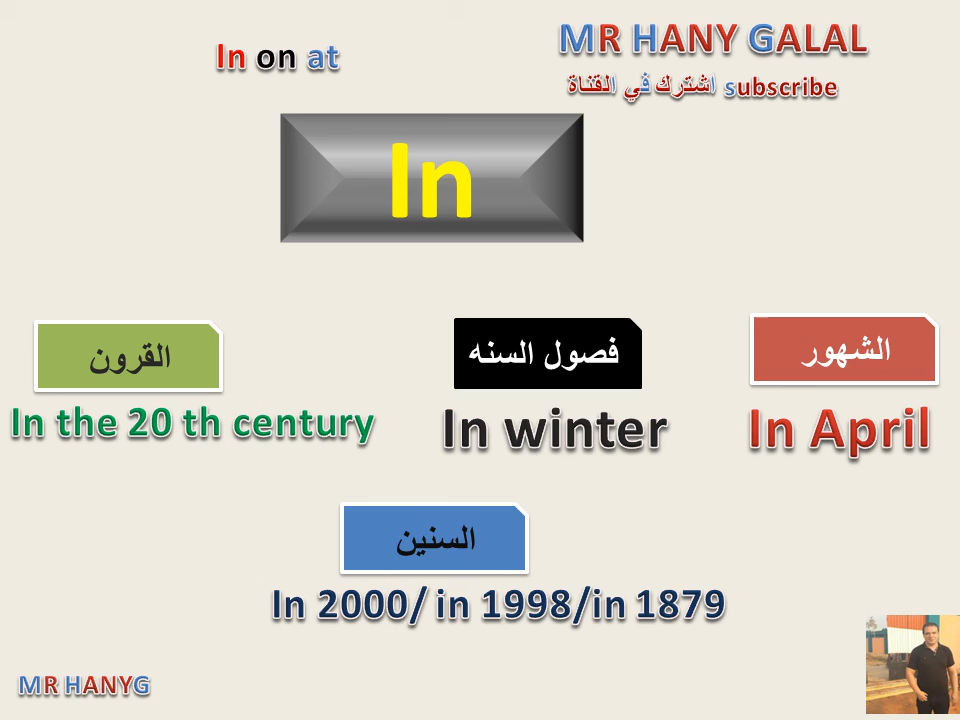 In on at
MR HANY GALAL
اشترك في القناة subscribe
In
القرون
فصول السنه
الشهور
In the 20 th century
In winter
In April
السنين
In 2000/ in 1998/in 1879
MR HANYG